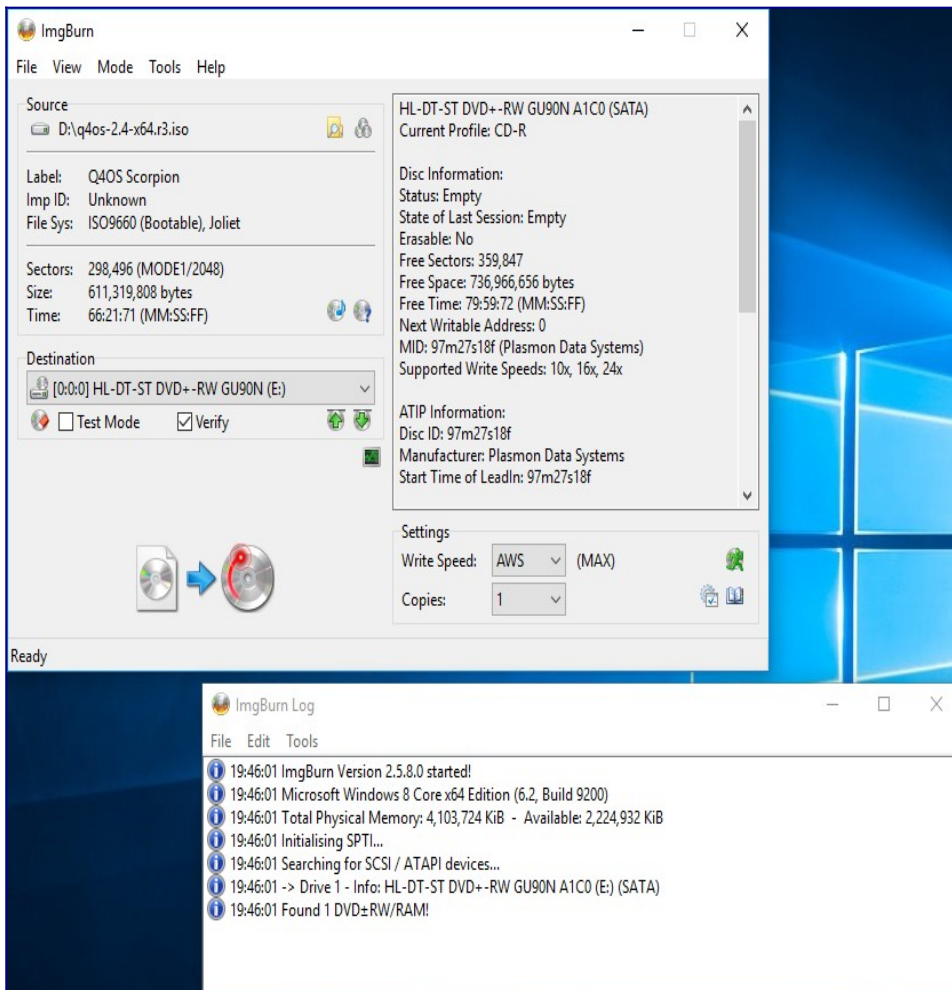 ImgBurn
File View Mode Tools Help
Source
D:\q4os-2.4-x64.r3.iso
Label: Q4OS Scorpion
Imp ID: Unknown
File Sys: ISO9660 (Bootable), Joliet
Sectors: 298,496 (MODE1/2048)
Size: 611,319,808 bytes
Time: 66:21:71 (MM:SS:FF)
Destination
[0:0:0] HL-DT-ST DVD+-RW GU90N (E:)
Test Mode Verify
HL-DT-ST DVD+-RW GU90N A1C0 (SATA)
Current Profile: CD-R
Disc Information:
Status: Empty
State of Last Session: Empty
Erasable: No
Free Sectors: 359,847
Free Space: 736,966,656 bytes
Free Time: 79:59:72 (MM:SS:FF)
Next Writable Address: 0
MID: 97m27s18f (Plasmon Data Systems)
Supported Write Speeds: 10x, 16x, 24x
ATIP Information:
Disc ID: 97m27s18f
Manufacturer: Plasmon Data Systems
Start Time of LeadIn: 97m27s18f
Settings
Write Speed: AWS (MAX)
Copies: 1
Ready
ImgBurn Log
File Edit Tools
19:46:01 ImgBurn Version 2.5.8.0 started!
19:46:01 Microsoft Windows 8 Core x64 Edition (6.2, Build 9200)
19:46:01 Total Physical Memory: 4,103,724 KiB - Available: 2,224,932 KiB
19:46:01 Initialising SPTI...
19:46:01 Searching for SCSI / ATAPI devices...
19:46:01 -> Drive 1 - Info: HL-DT-ST DVD+-RW GU90N A1C0 (E:) (SATA)
19:46:01 Found 1 DVD±RW/RAM!